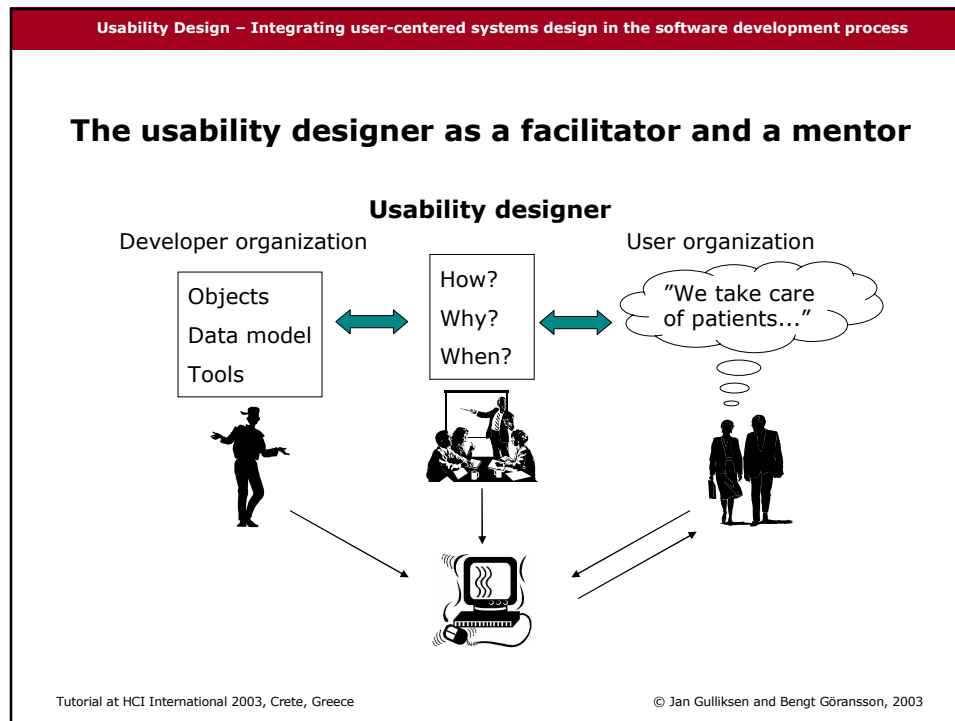 Usability Design – Integrating user-centered systems design in the software development process
The usability designer as a facilitator and a mentor
Usability designer
Developer organization
User organization
Objects
Data model
Tools
How?
Why?
When?
”We take care
of patients...”
Tutorial at HCI International 2003, Crete, Greece
© Jan Gulliksen and Bengt Göransson, 2003